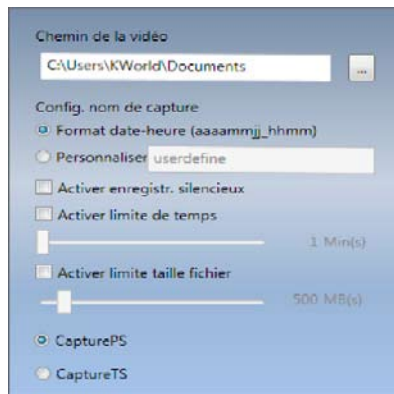 Chemin de la vidéo
C:\Users\KWorld\Documents
...
Config. nom de capture
Format date-heure (aaaammjj_hhmm)
Personnaliser userdefine
Activer enregistr. silencieux
Activer limite de temps
1 Min(s)
Activer limite taille fichier
500 MB(s)
CapturePS
CaptureTS